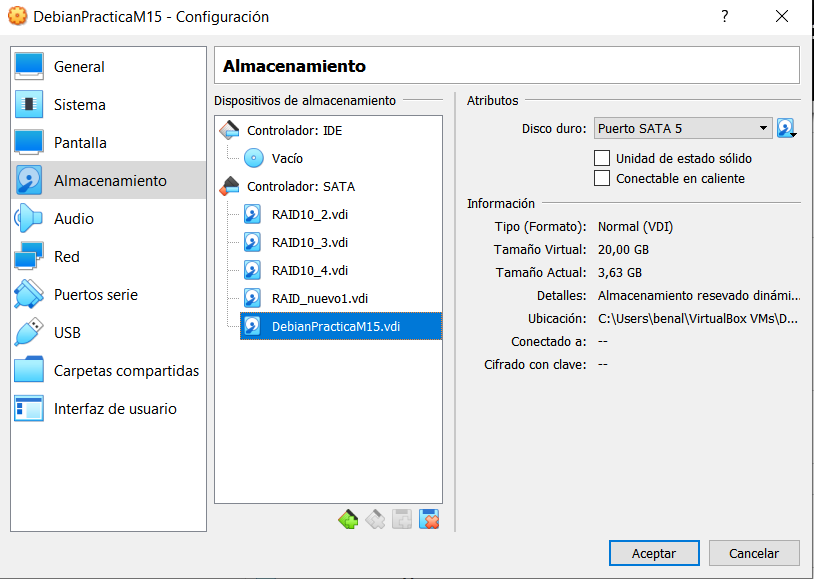 DebianPracticaM15 - Configuración
?
General
Sistema
Pantalla
Almacenamiento
Audio
Red
Puertos serie
USB
Carpetas compartidas
Interfaz de usuario
Almacenamiento
Dispositivos de almacenamiento
Controlador: IDE
Vacío
Controlador: SATA
RAID10_2.vdi
RAID10_3.vdi
RAID10_4.vdi
RAID_nuevo1.vdi
DebianPracticaM15.vdi
Atributos
Disco duro: Puerto SATA 5
Unidad de estado sólido
Conectable en caliente
Información
Tipo (Formato): Normal (VDI)
Tamaño Virtual: 20,00 GB
Tamaño Actual: 3,63 GB
Detalles: Almacenamiento resevado dinámi...
Ubicación: C:\Users\benal\VirtualBox VMs\D...
Conectado a: --
Cifrado con clave: --
Aceptar
Cancelar